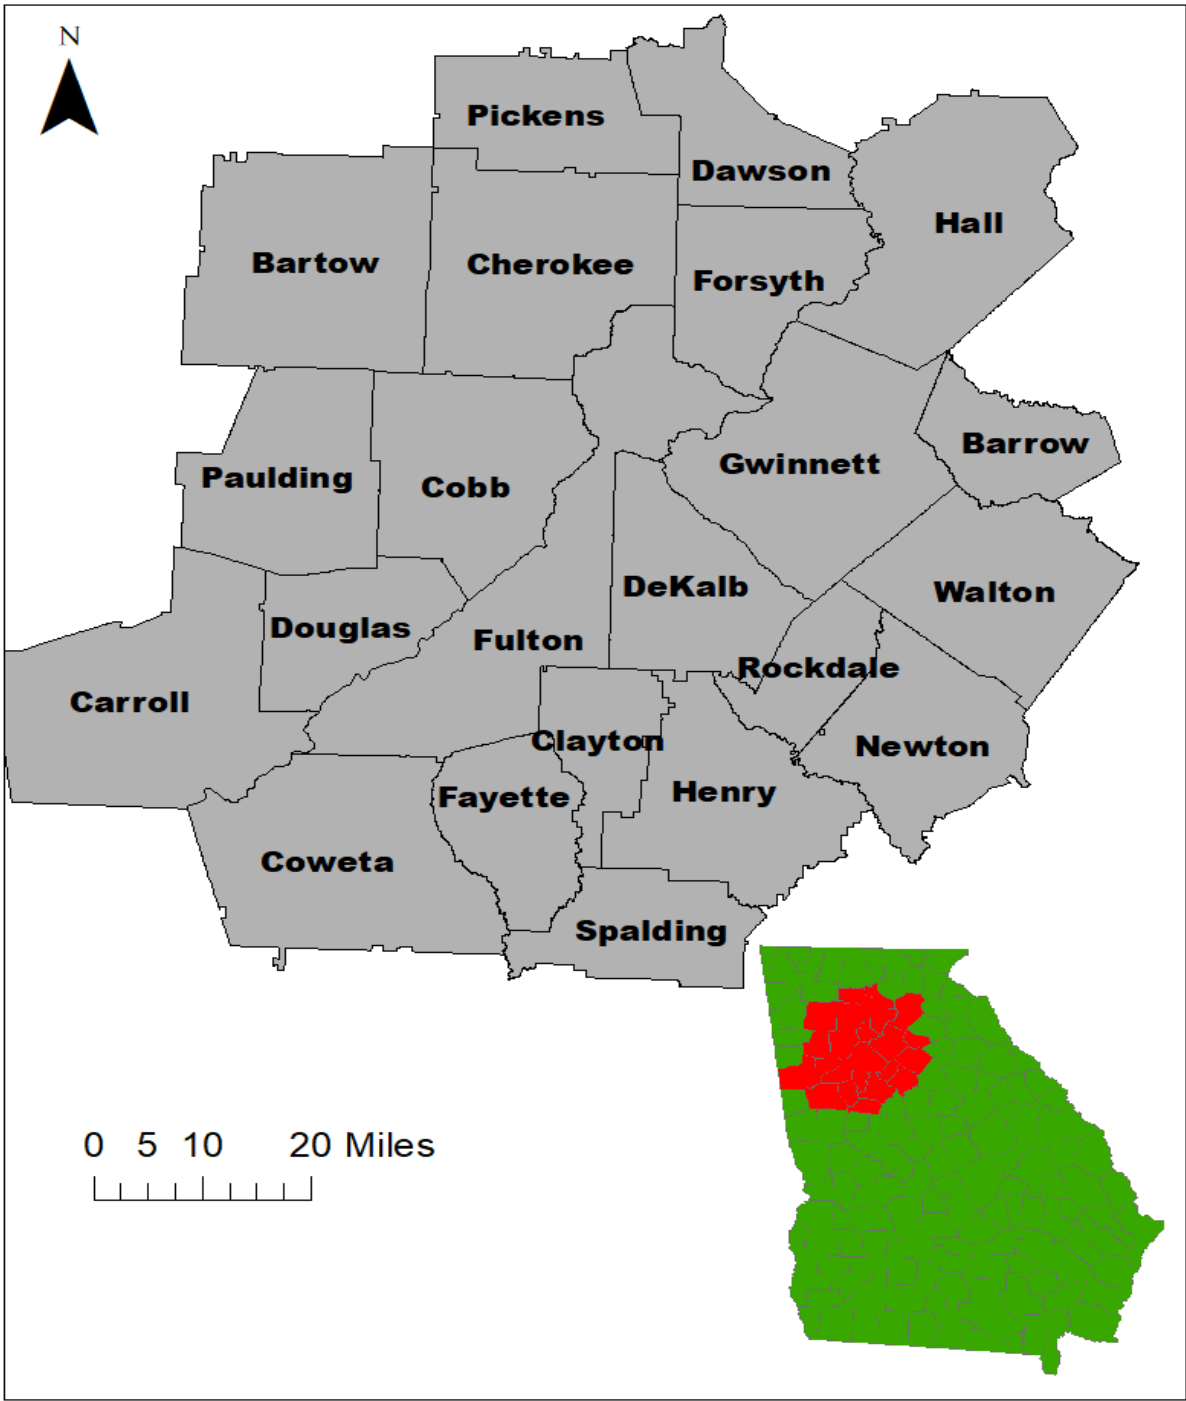 N
Pickens
Dawson
Hall
Bartow
Cherokee
Forsyth
Barrow
Gwinnett
Paulding
Cobb
DeKalb
Walton
Douglas
Fulton
Rockdale
Carroll
Clayton
Newton
Fayette
Henry
Coweta
Spalding
0 5 10 20 Miles